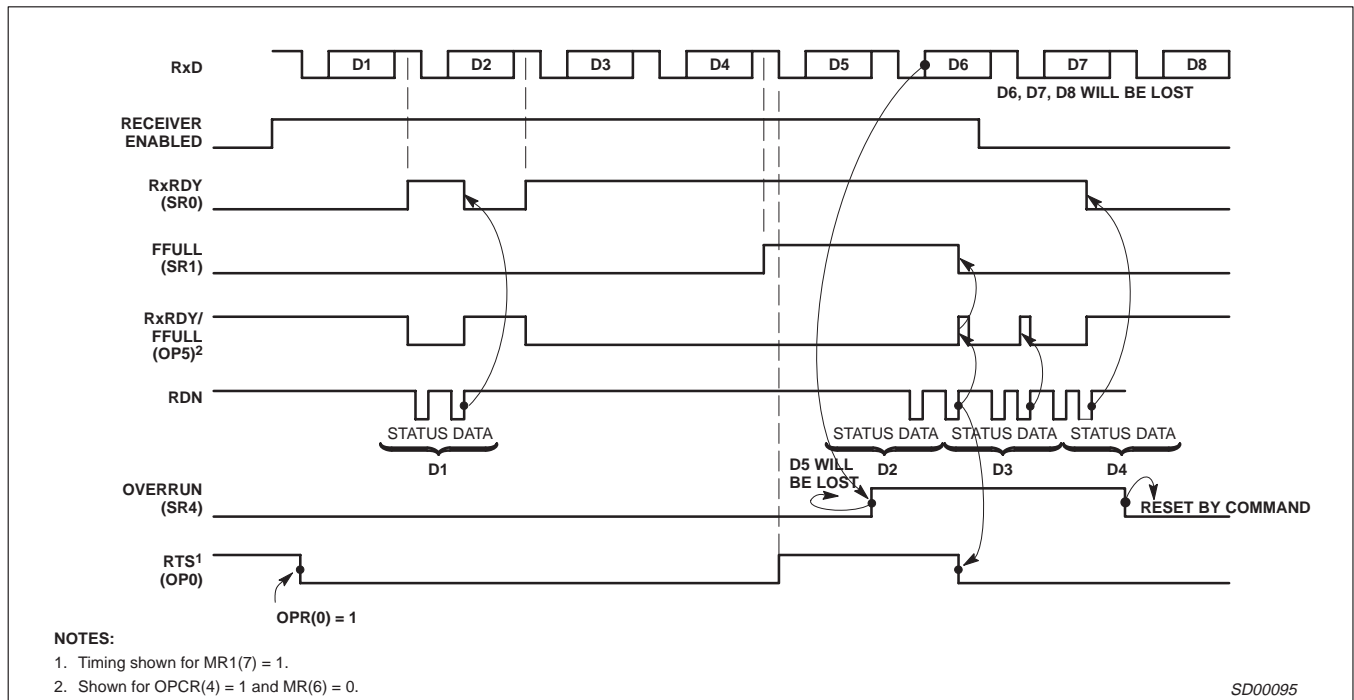 RxD
D1 D2 D3 D4 D5 D6 D7 D8
D6, D7, D8 WILL BE LOST
RECEIVER
ENABLED
RxRDY
(SR0)
FFULL
(SR1)
RxRDY/
FFULL
(OP5)2
RDN
STATUS DATA STATUS DATA STATUS DATA STATUS DATA
D1 D2 D3 D4
D5 WILL
BE LOST
OVERRUN
(SR4)
RESET BY COMMAND
RTS1
(OP0)
OPR(0) = 1
NOTES:
1. Timing shown for MR1(7) = 1.
2. Shown for OPCR(4) = 1 and MR(6) = 0.
SD00095